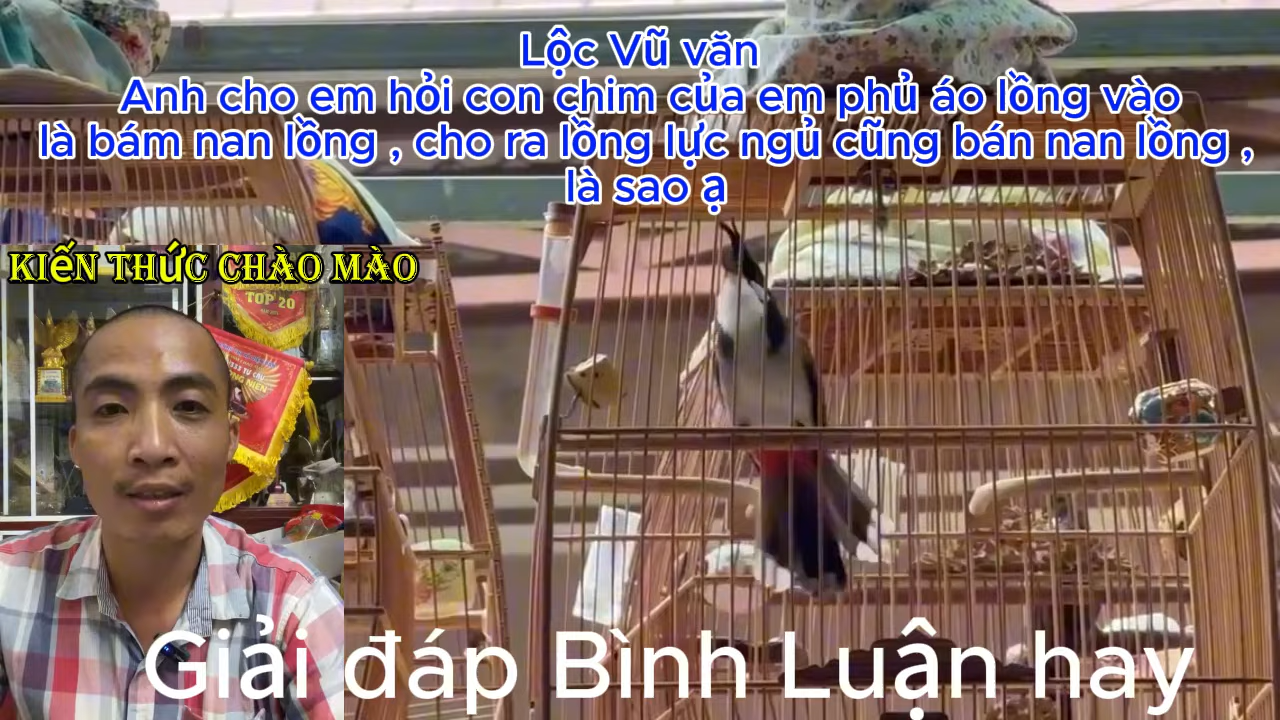 Lộc Vũ văn
Anh cho em hỏi con chim của em phủ áo lồng vào
là bám nan lồng , cho ra lồng lực ngủ cũng bán nan lồng ,
là sao ạ
KIẾN THỨC CHÀO MÀO
TOP 20
Giải đáp Bình Luận hay